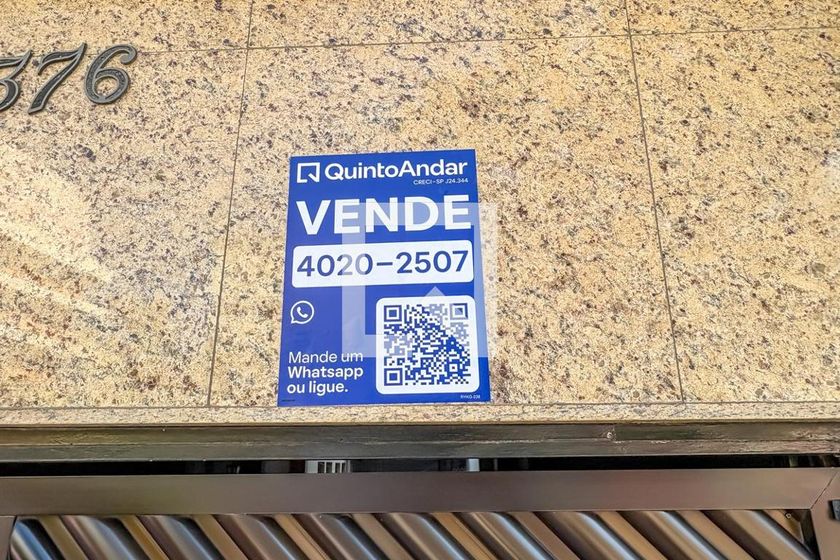 376
QuintoAndar
CRECI - SP J24.344
VENDE
4020-2507
Mande um
Whatsapp
ou ligue.